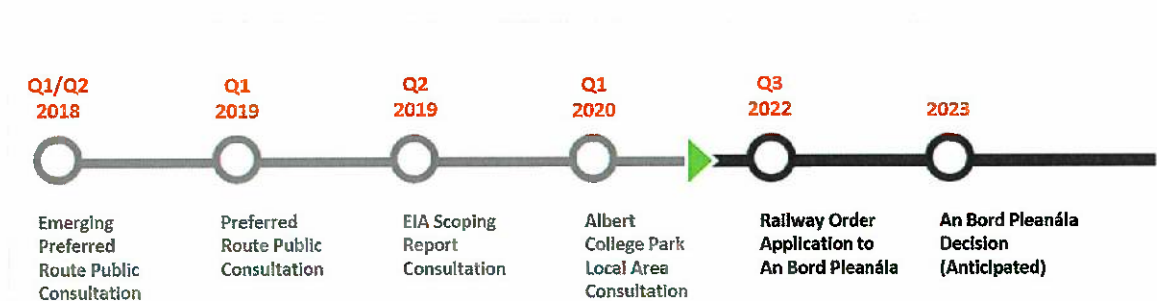 Q1/Q2
2018
Q1
2019
Q2
2019
Q1
2020
Q3
2022
2023
Emerging
Preferred
Route Public
Consultation
Preferred
Route Public
Consultation
EIA Scoping
Report
Consultation
Albert
College Park
Local Area
Consultation
Railway Order
Application to
An Bord Pleanála
An Bord Pleanála
Decision
(Anticipated)